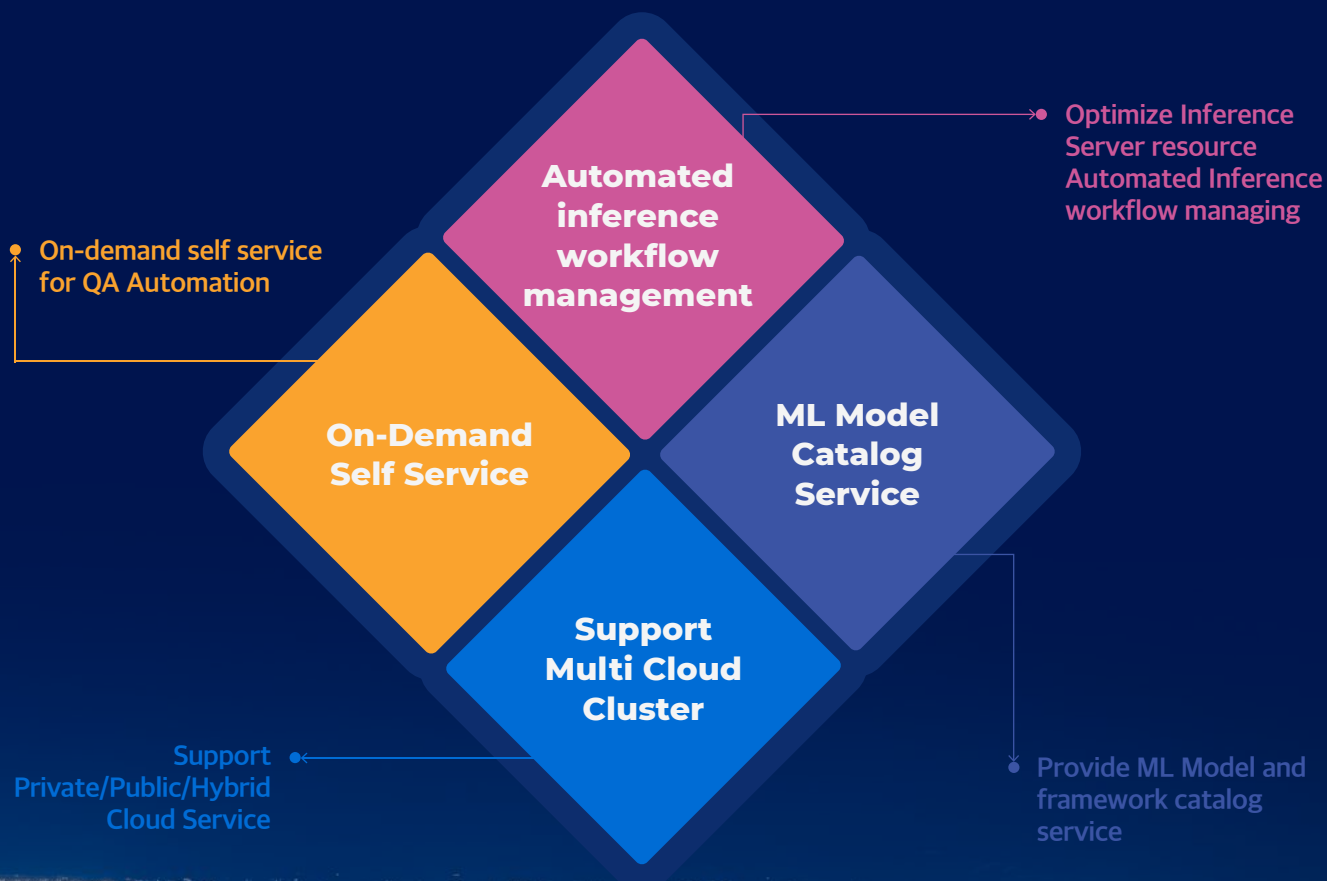 Automated
inference
workflow
management
Optimize Inference
Server resource
Automated Inference
workflow managing
On-demand self service
for QA Automation
On-Demand
Self Service
ML Model
Catalog
Service
Support
Multi Cloud
Cluster
Support
Private/Public/Hybrid
Cloud Service
Provide ML Model and
framework catalog
service